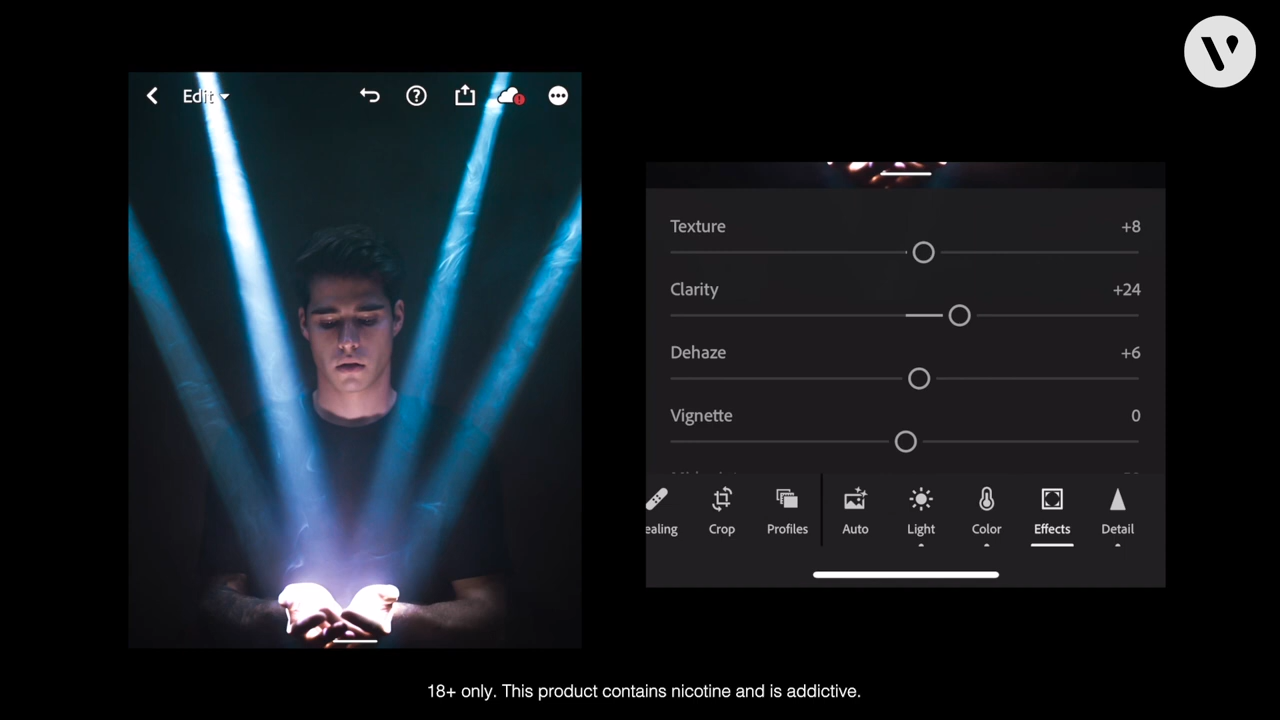 Edit
Texture +8
Clarity +24
Dehaze +6
Vignette 0
ealing Crop Profiles Auto Light Color Effects Detail
18+ only. This product contains nicotine and is addictive.